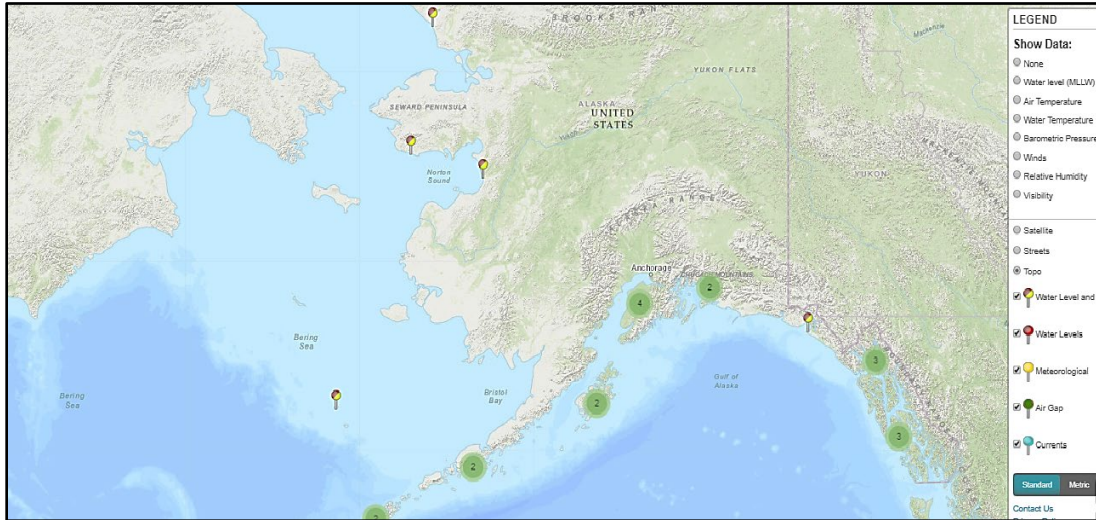 BROOKS RANGE
Mackenzie
YUKON FLATS
SEWARD PENINSULA
ALASKA
UNITED
STATES
Yukon
Norton
Sound
YUKON
Anchorage
CHUGACH MOUNTAINS
4
2
Bering
Sea
3
Gulf of
Alaska
Bering
Sea
Bristol
Bay
2
3
2
LEGEND
Show Data:
None
Water level (MLLW)
Air Temperature
Water Temperature
Barometric Pressure
Winds
Relative Humidity
Visibility
Satellite
Streets
Topo
Water Level and
Water Levels
Meteorological
Air Gap
Currents
Standard Metric
Contact Us